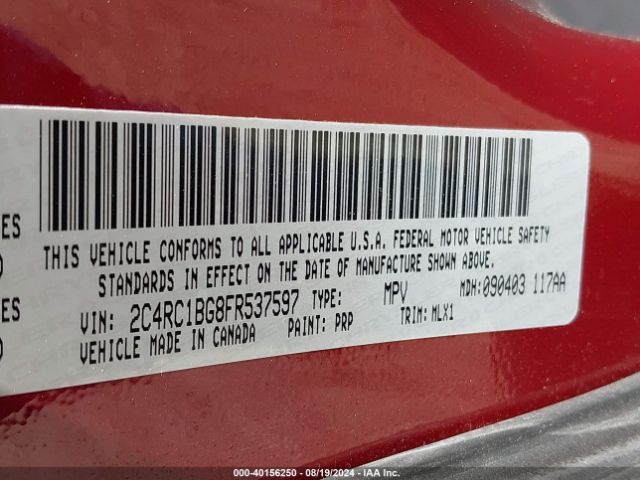 ES
THIS VEHICLE CONFORMS TO ALL APPLICABLE U.S.A. FEDERAL MOTOR VEHICLE SAFETY
)
STANDARDS IN EFFECT ON THE DATE OF MANUFACTURE SHOWN ABOVE.
ES
VIN: 2C4RC1BG8FR537597 TYPE: MPV MDH:090403 117AA
)
VEHICLE MADE IN CANADA PAINT: PRP TRIM: MLX1
000-40156250 - 08/19/2024 - IAA Inc.